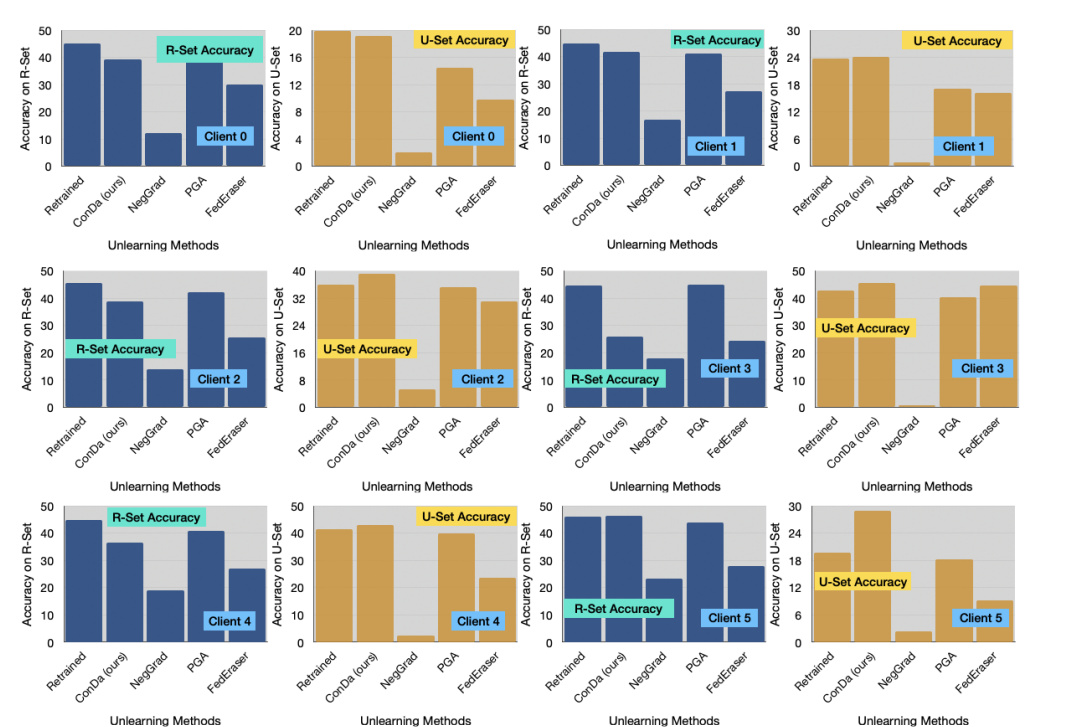 Accuracy on R-Set
50
40
30
20
10
0
R-Set Accuracy
Client 0
Retrained
ConDa (ours)
NegGrad
PGA
FedEraser
Unlearning Methods
Accuracy on U-Set
20
16
12
8
4
0
U-Set Accuracy
Client 0
Retrained
ConDa (ours)
NegGrad
PGA
FedEraser
Unlearning Methods
Accuracy on R-Set
50
40
30
20
10
0
R-Set Accuracy
Client 1
Retrained
ConDa (ours)
NegGrad
PGA
FedEraser
Unlearning Methods
Accuracy on U-Set
30
24
18
12
6
0
U-Set Accuracy
Client 1
Retrained
ConDa (ours)
NegGrad
PGA
FedEraser
Unlearning Methods
Accuracy on R-Set
50
40
30
20
10
0
R-Set Accuracy
Client 2
Retrained
ConDa (ours)
NegGrad
PGA
FedEraser
Unlearning Methods
Accuracy on U-Set
40
32
24
16
8
0
U-Set Accuracy
Client 2
Retrained
ConDa (ours)
NegGrad
PGA
FedEraser
Unlearning Methods
Accuracy on R-Set
50
40
30
20
10
0
R-Set Accuracy
Client 3
Retrained
ConDa (ours)
NegGrad
PGA
FedEraser
Unlearning Methods
Accuracy on U-Set
50
40
30
20
10
0
U-Set Accuracy
Client 3
Retrained
ConDa (ours)
NegGrad
PGA
FedEraser
Unlearning Methods
Accuracy on R-Set
50
40
30
20
10
0
R-Set Accuracy
Client 4
Retrained
ConDa (ours)
NegGrad
PGA
FedEraser
Unlearning Methods
Accuracy on U-Set
50
40
30
20
10
0
U-Set Accuracy
Client 4
Retrained
ConDa (ours)
NegGrad
PGA
FedEraser
Unlearning Methods
Accuracy on R-Set
50
40
30
20
10
0
R-Set Accuracy
Client 5
Retrained
ConDa (ours)
NegGrad
PGA
FedEraser
Unlearning Methods
Accuracy on U-Set
30
24
18
12
6
0
U-Set Accuracy
Client 5
Retrained
ConDa (ours)
NegGrad
PGA
FedEraser
Unlearning Methods